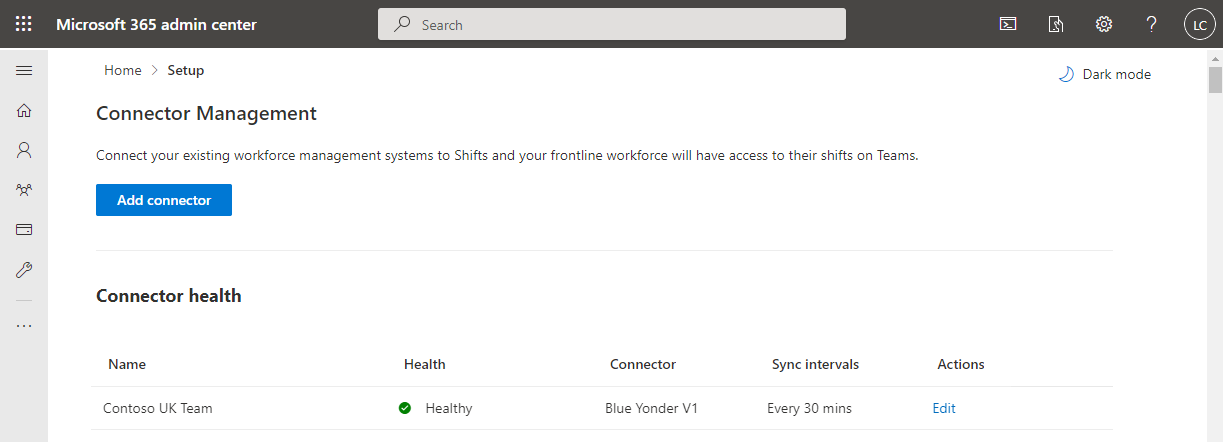 Microsoft 365 admin center
Search
LC
Home > Setup
Dark mode
Connector Management
Connect your existing workforce management systems to Shifts and your frontline workforce will have access to their shifts on Teams.
Add connector
Connector health
Name Health Connector Sync intervals Actions
Contoso UK Team Healthy Blue Yonder V1 Every 30 mins Edit